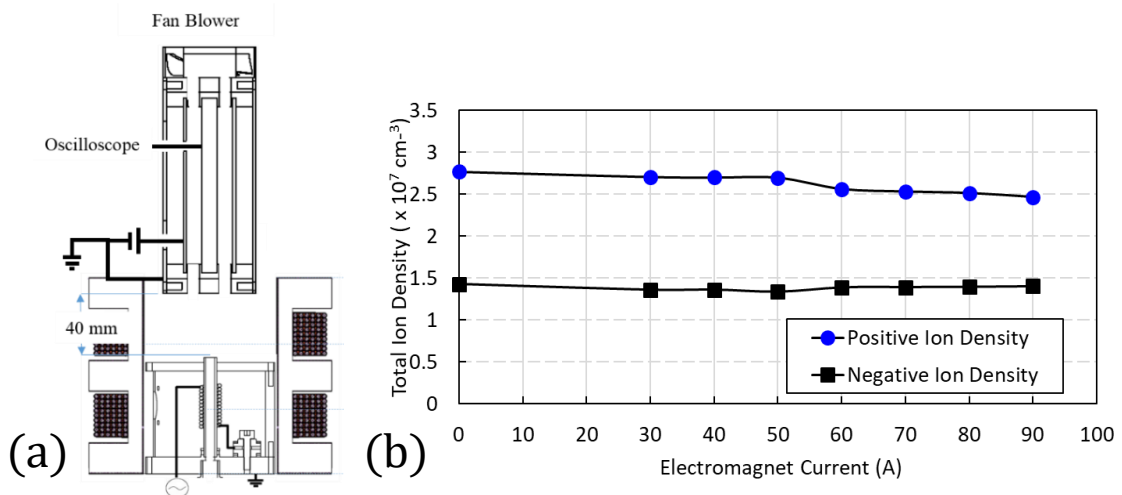 Fan Blower
Oscilloscope
40 mm
(a)
Total Ion Density ( x 10⁷ cm-³)
3.5
3
2.5
2
1.5
1
0.5
0
0 10 20 30 40 50 60 70 80 90 100
Electromagnet Current (A)
Positive Ion Density
Negative Ion Density
(b)